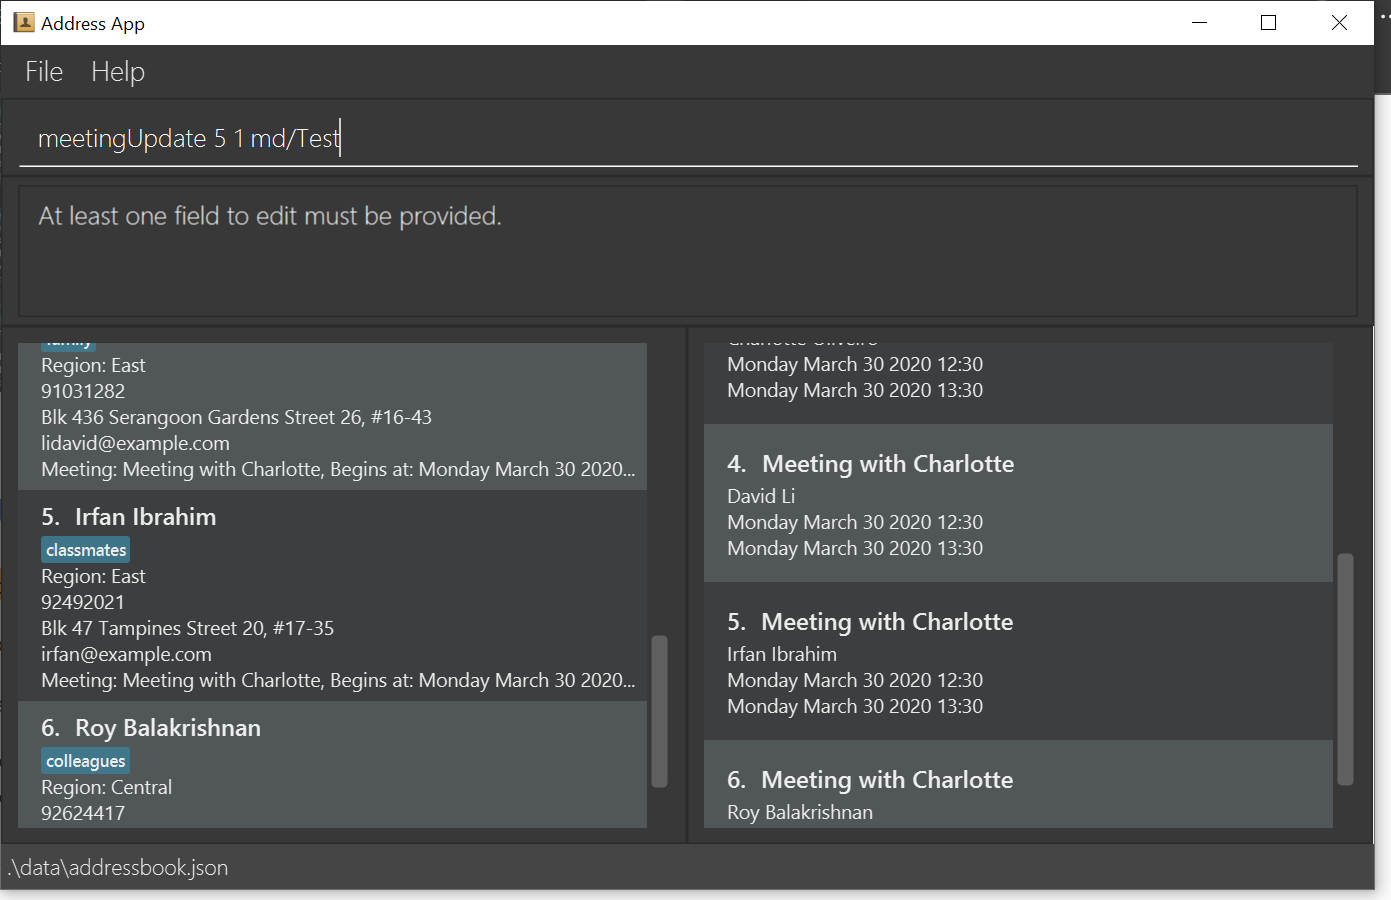 Address App
File Help
meetingUpdate 5 1 md/Test
At least one field to edit must be provided.
family
Region: East
91031282
Blk 436 Serangoon Gardens Street 26, #16-43
lidavid@example.com
Meeting: Meeting with Charlotte, Begins at: Monday March 30 2020...
5. Irfan Ibrahim
classmates
Region: East
92492021
Blk 47 Tampines Street 20, #17-35
irfan@example.com
Meeting: Meeting with Charlotte, Begins at: Monday March 30 2020...
6. Roy Balakrishnan
colleagues
Region: Central
92624417
Charlotte Oliveiro
Monday March 30 2020 12:30
Monday March 30 2020 13:30
4. Meeting with Charlotte
David Li
Monday March 30 2020 12:30
Monday March 30 2020 13:30
5. Meeting with Charlotte
Irfan Ibrahim
Monday March 30 2020 12:30
Monday March 30 2020 13:30
6. Meeting with Charlotte
Roy Balakrishnan
.\data\addressbook.json